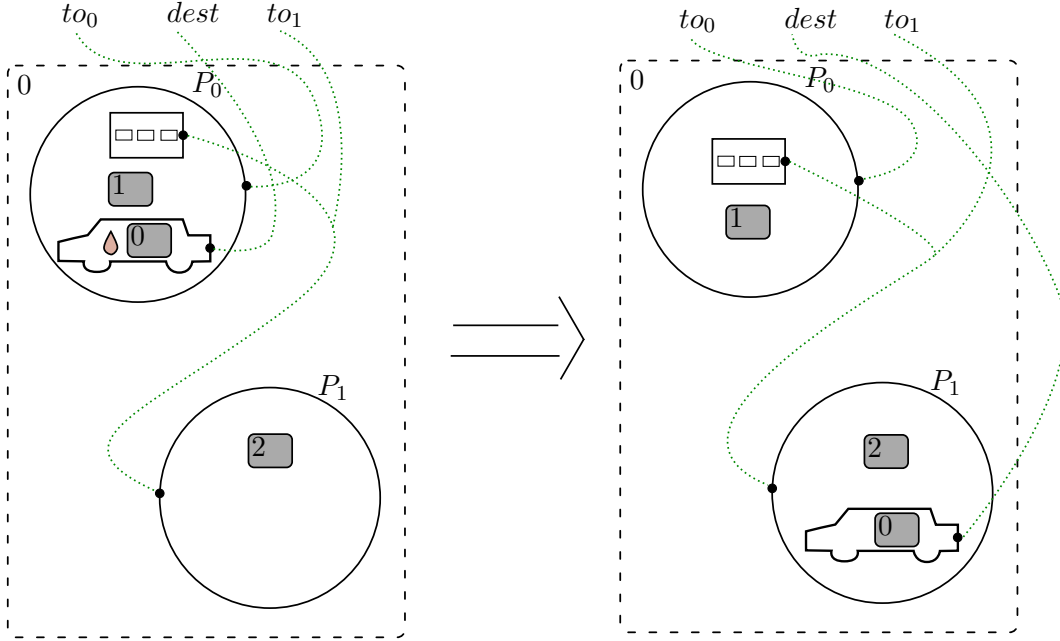 to₀ dest to₁ to₀ dest to₁
0 P₀ 0 P₀
1 1
0
P₁ P₁
2 2
0